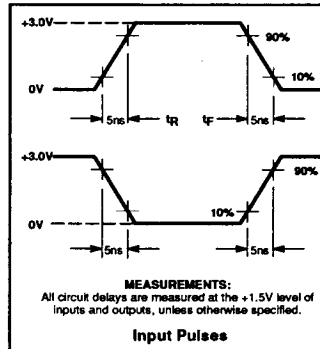 +3.0V
90%
10%
0V
5ns tR tF 5ns
+3.0V
90%
10%
0V
5ns 5ns
MEASUREMENTS:
All circuit delays are measured at the +1.5V level of
inputs and outputs, unless otherwise specified.
Input Pulses